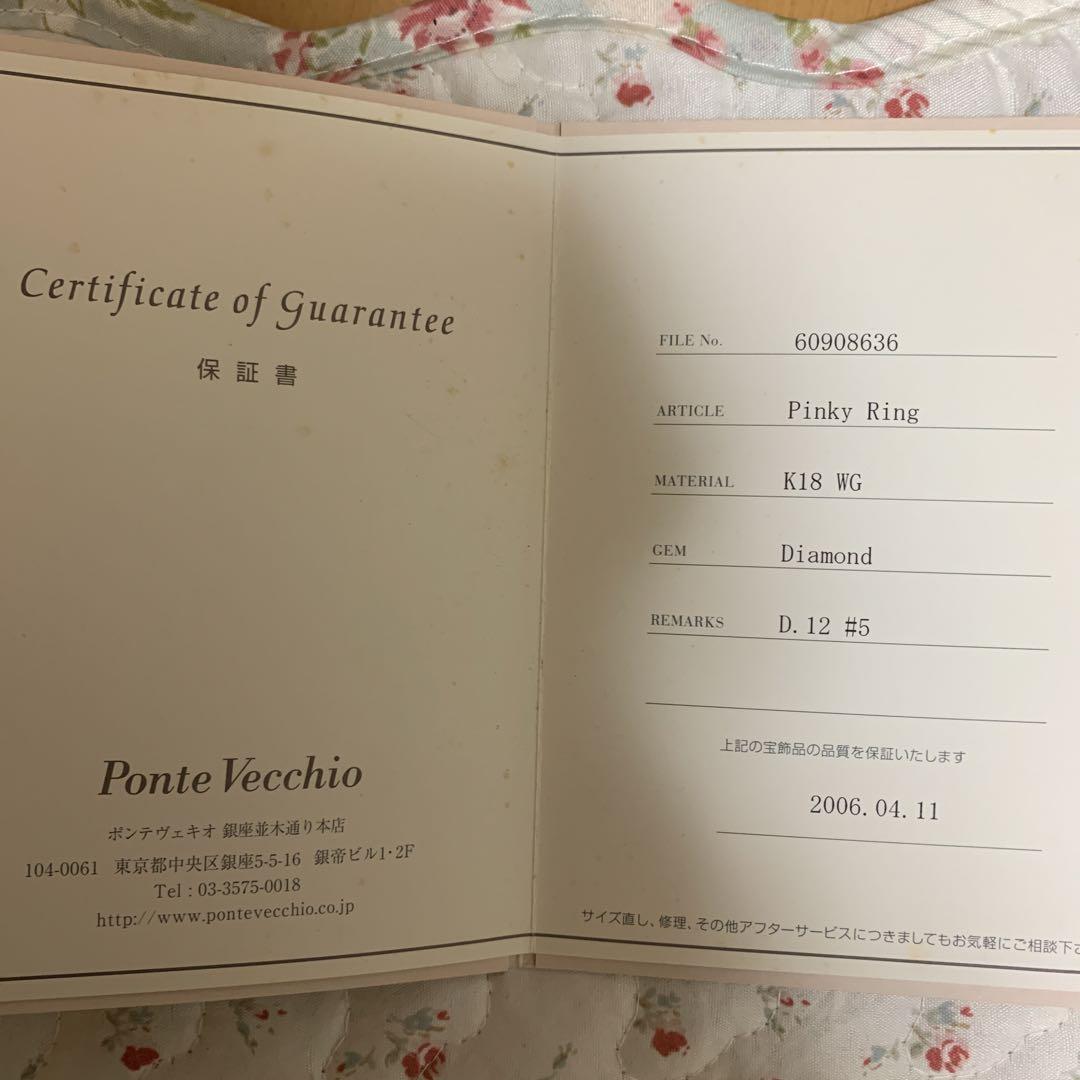 Certificate of Guarantee
保証書
Ponte Vecchio
ポンテヴェキオ 銀座並木通り本店
104-0061 東京都中央区銀座5-5-16 銀帝ビル1・2F
Tel : 03-3575-0018
http://www.pontevecchio.co.jp
FILE No. 60908636
ARTICLE Pinky Ring
MATERIAL K18 WG
GEM Diamond
REMARKS D.12 #5
上記の宝飾品の品質を保証いたします
2006.04.11
サイズ直し、修理、その他アフターサービスにつきましてもお気軽にご相談下さ